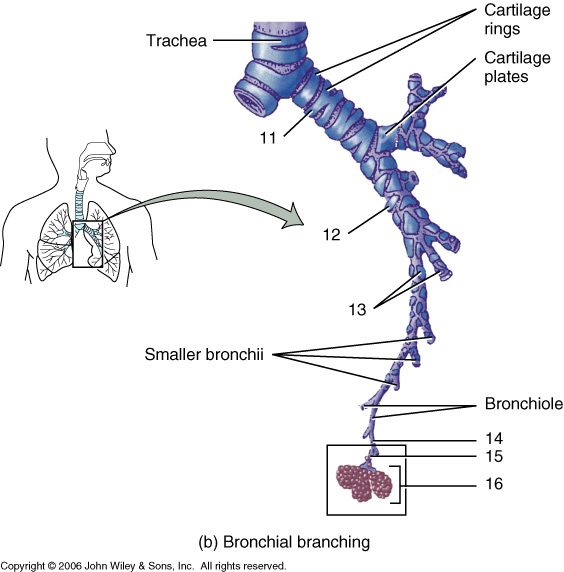 Trachea
Cartilage
rings
Cartilage
plates
11
12
13
Smaller bronchii
Bronchiole
14
15
16
(b) Bronchial branching
Copyright © 2006 John Wiley & Sons, Inc. All rights reserved.